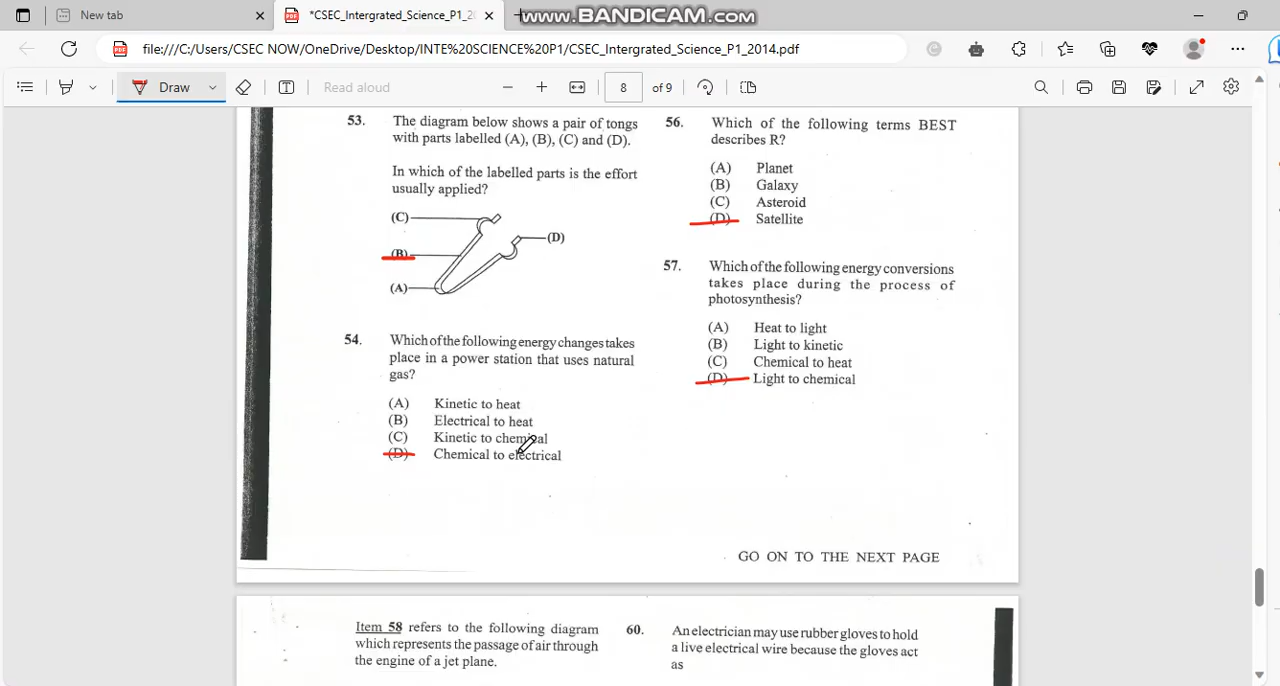 New tab
*CSEC_Intergrated_Science_P1_2
www.BANDICAM.com
file:///C:/Users/CSEC NOW/OneDrive/Desktop/INTE%20SCIENCE%20P1/CSEC_Intergrated_Science_P1_2014.pdf
Draw
Read aloud
8
of 9
53. The diagram below shows a pair of tongs
with parts labelled (A), (B), (C) and (D).
In which of the labelled parts is the effort
usually applied?
(C)
(D)
(B)
(A)
54. Which of the following energy changes takes
place in a power station that uses natural
gas?
(A) Kinetic to heat
(B) Electrical to heat
(C) Kinetic to chemical
(D) Chemical to electrical
56. Which of the following terms BEST
describes R?
(A) Planet
(B) Galaxy
(C) Asteroid
(D) Satellite
57. Which of the following energy conversions
takes place during the process of
photosynthesis?
(A) Heat to light
(B) Light to kinetic
(C) Chemical to heat
(D) Light to chemical
GO ON TO THE NEXT PAGE
Item 58 refers to the following diagram
which represents the passage of air through
the engine of a jet plane.
60. An electrician may use rubber gloves to hold
a live electrical wire because the gloves act
as